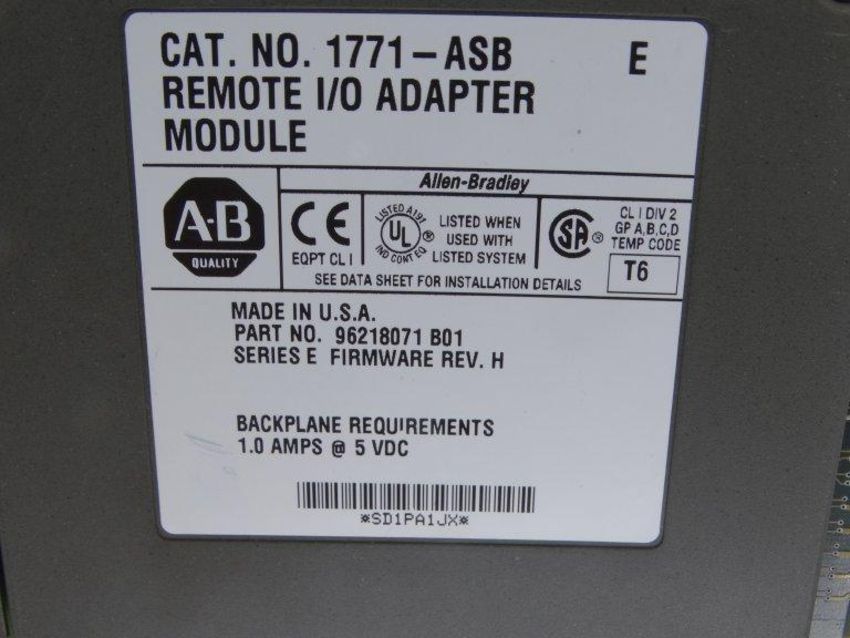 CAT. NO. 1771-ASB E
REMOTE I/O ADAPTER
MODULE
Allen-Bradley
A-B
QUALITY
CE
EQPT CL I
LISTED A196
UL
IND CONT EQ
®
LISTED WHEN
USED WITH
LISTED SYSTEM
SA®
CL I DIV 2
GP A,B,C,D
TEMP CODE
T6
SEE DATA SHEET FOR INSTALLATION DETAILS
MADE IN U.S.A.
PART NO. 96218071 B01
SERIES E FIRMWARE REV. H
BACKPLANE REQUIREMENTS
1.0 AMPS @ 5 VDC
*SD1PA1JX*